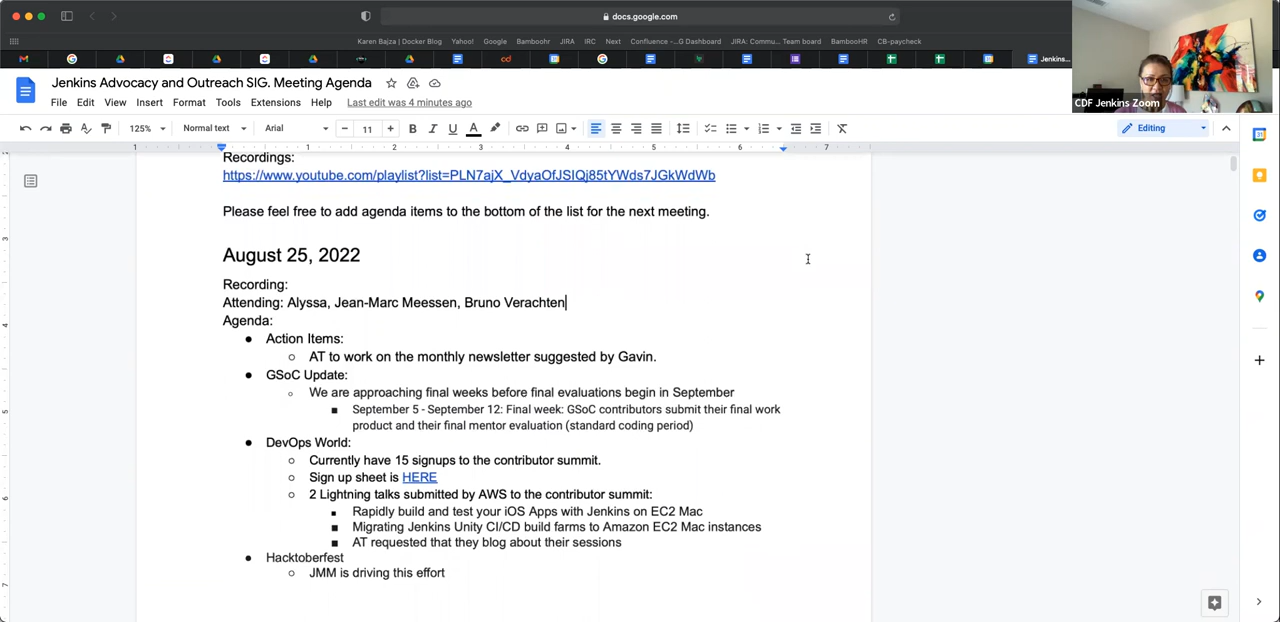 docs.google.com
Karen Bajza | Docker Blog Yahoo! Google Bamboohr JIRA IRC Next Confluence -...G Dashboard JIRA: Commu... Team board BambooHR CB-paycheck
Jenkins...
Jenkins Advocacy and Outreach SIG. Meeting Agenda
File Edit View Insert Format Tools Extensions Help Last edit was 4 minutes ago
CDF Jenkins Zoom
125% Normal text Arial 11 Editing
1 1 2 3 4 5 6 7
Recordings:
https://www.youtube.com/playlist?list=PLN7ajX_VdyaOfJSIQj85tYWds7JGkWdWb
Please feel free to add agenda items to the bottom of the list for the next meeting.
August 25, 2022
Recording:
Attending: Alyssa, Jean-Marc Meessen, Bruno Verachten
Agenda:
● Action Items:
○ AT to work on the monthly newsletter suggested by Gavin.
● GSoC Update:
○ We are approaching final weeks before final evaluations begin in September
■ September 5 - September 12: Final week: GSoC contributors submit their final work
product and their final mentor evaluation (standard coding period)
● DevOps World:
○ Currently have 15 signups to the contributor summit.
○ Sign up sheet is HERE
○ 2 Lightning talks submitted by AWS to the contributor summit:
■ Rapidly build and test your iOS Apps with Jenkins on EC2 Mac
■ Migrating Jenkins Unity CI/CD build farms to Amazon EC2 Mac instances
■ AT requested that they blog about their sessions
● Hacktoberfest
○ JMM is driving this effort